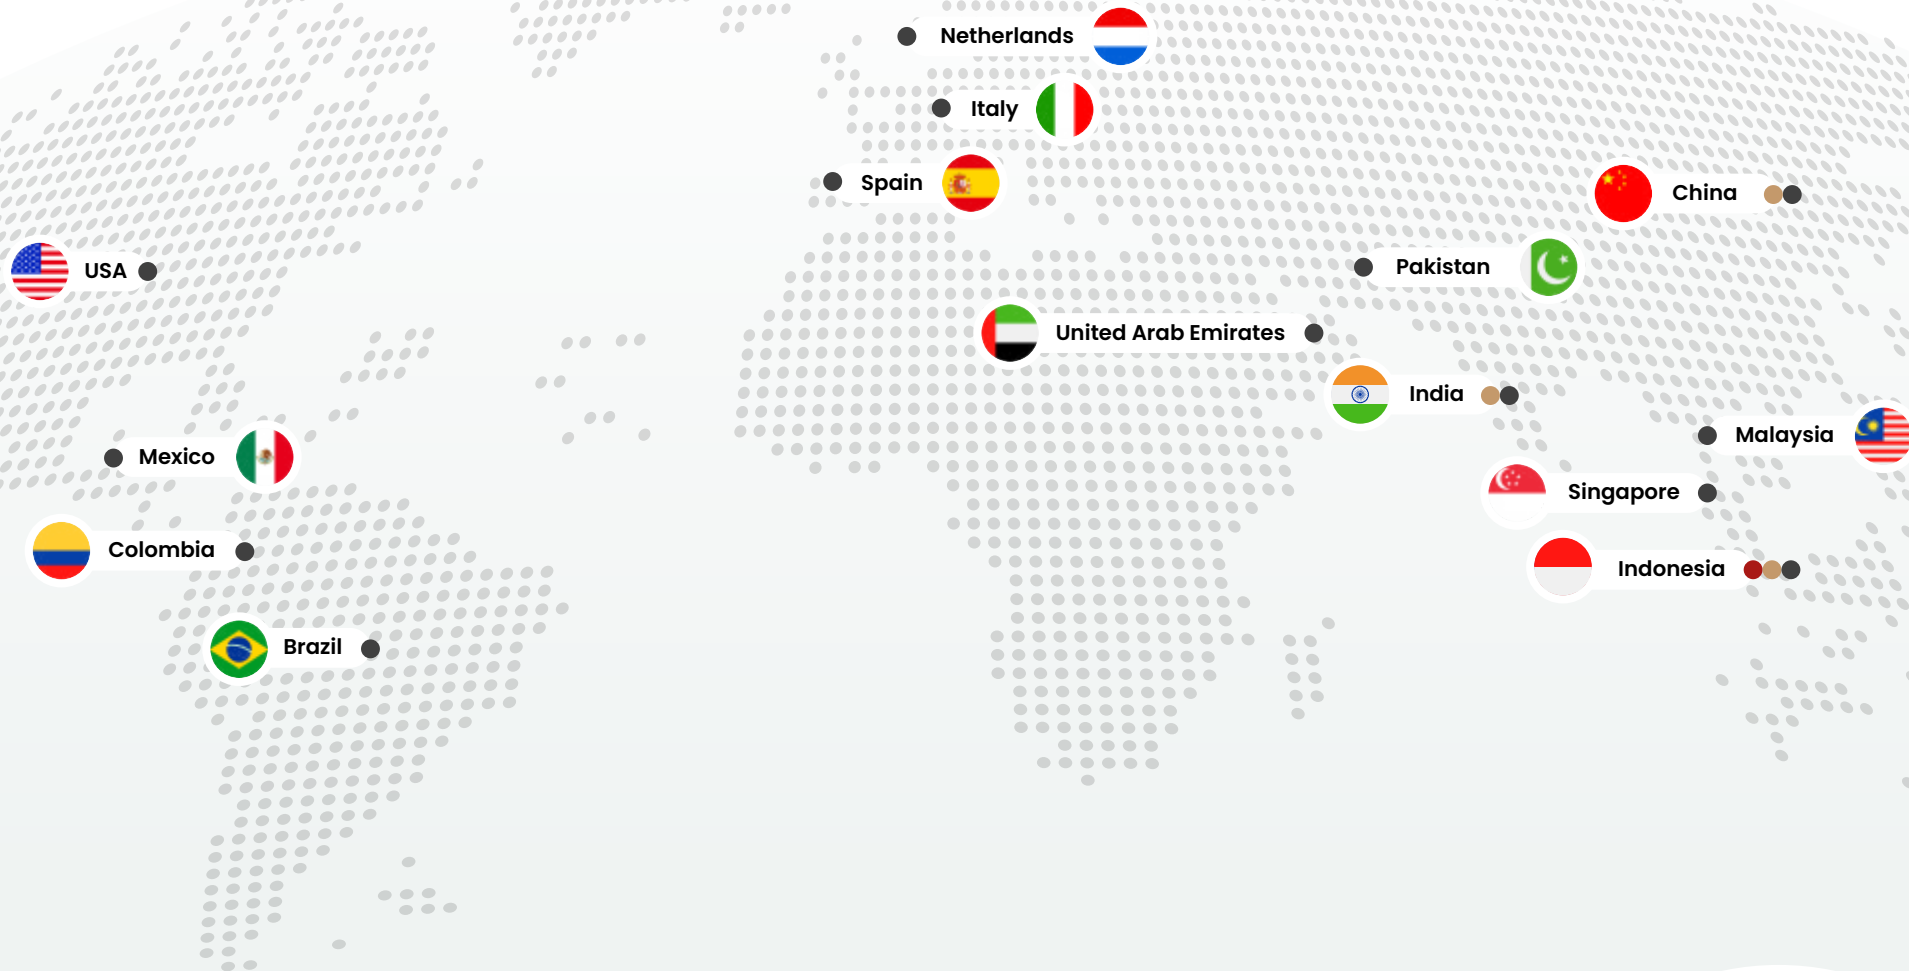 Netherlands
Italy
Spain
China
USA
Pakistan
United Arab Emirates
India
Malaysia
Mexico
Singapore
Colombia
Indonesia
Brazil